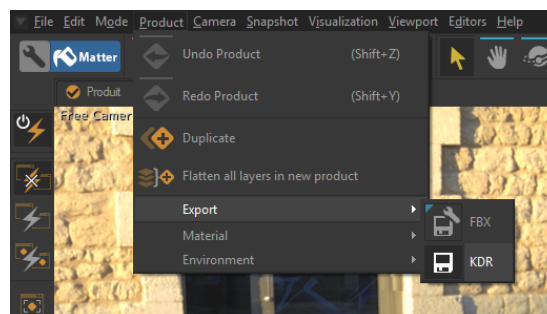 File Edit Mode Product Camera Snapshot Visualization Viewport Editors Help
Matter
Undo Product (Shift+Z)
Produit
Redo Product (Shift+Y)
Free Camer
Duplicate
Flatten all layers in new product
Export
FBX
Material
Environment
KDR